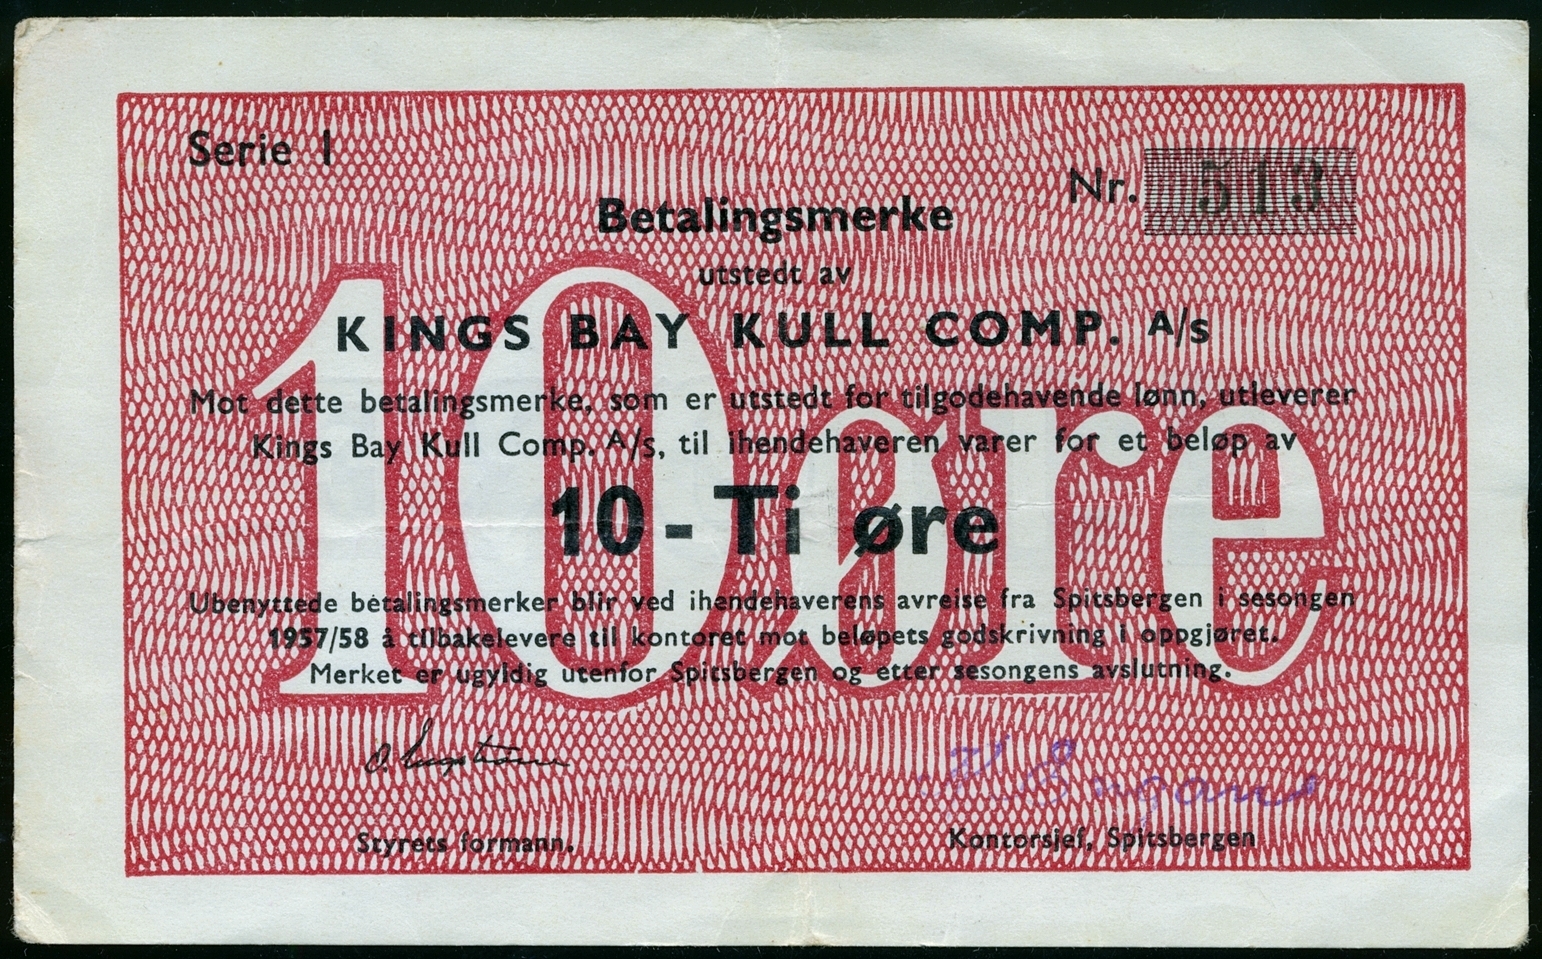 Serie I
Nr. 513
Betalingsmerke
utstedt av
KINGS BAY KULL COMP. A/s
Mot dette betalingsmerke, som er utstedt for tilgodehavende lønn, utleverer
Kings Bay Kull Comp. A/s, til ihendehaveren varer for et beløp av
10 øre
10 - Ti øre
Ubenyttede betalingsmerker blir ved ihendehaverens avreise fra Spitsbergen i sesongen
1957/58 å tilbakelevere til kontoret mot beløpets godskrivning i oppgjøret.
Merket er ugyldig utenfor Spitsbergen og etter sesongens avslutning.
Styrets formann.
Kontorsjef, Spitsbergen